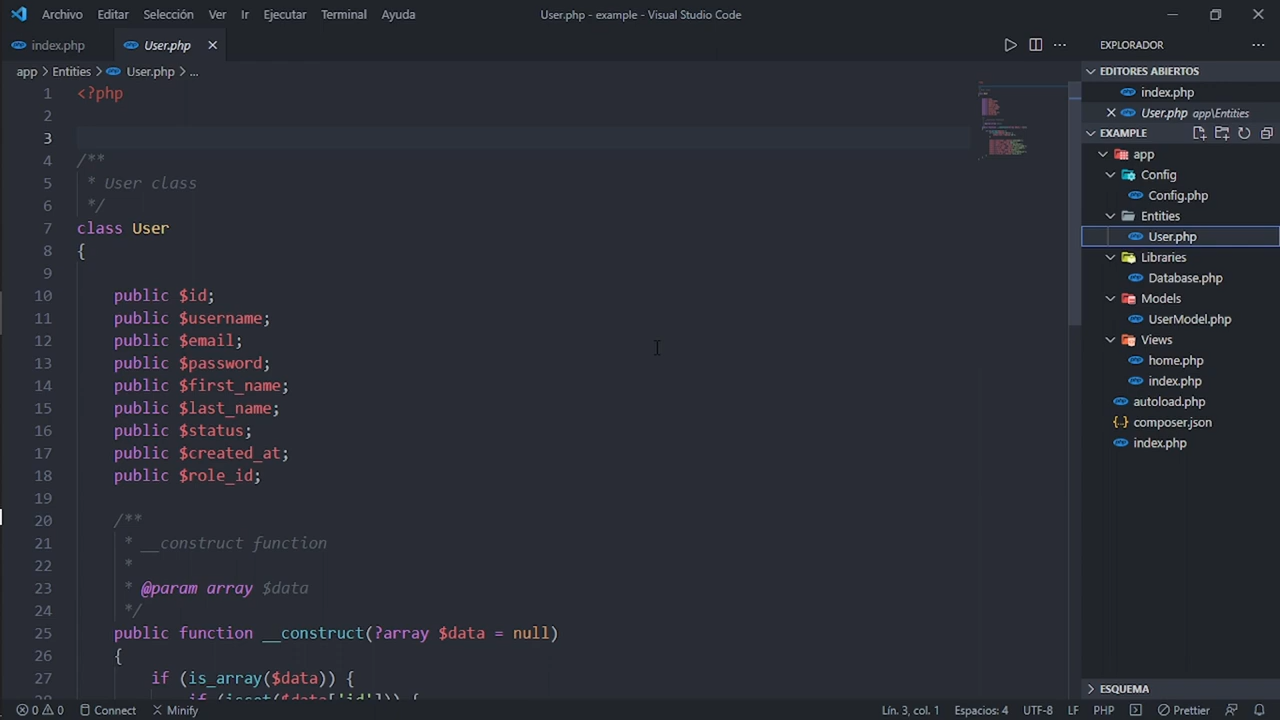 Archivo Editar Selección Ver Ir Ejecutar Terminal Ayuda User.php - example - Visual Studio Code
index.php User.php
app > Entities > User.php > ...
1 <?php
2
3
4 /**
5 * User class
6 */
7 class User
8 {
9
10 public $id;
11 public $username;
12 public $email;
13 public $password;
14 public $first_name;
15 public $last_name;
16 public $status;
17 public $created_at;
18 public $role_id;
19
20 /**
21 * __construct function
22 *
23 * @param array $data
24 */
25 public function __construct(?array $data = null)
26 {
27 if (is_array($data)) {
28 if (isset($data['id'])) {
EXPLORADOR
EDITORES ABIERTOS
index.php
User.php app\Entities
EXAMPLE
app
Config
Config.php
Entities
User.php
Libraries
Database.php
Models
UserModel.php
Views
home.php
index.php
autoload.php
composer.json
index.php
ESQUEMA
0 0 Connect Minify Lín. 3, col. 1 Espacios: 4 UTF-8 LF PHP Prettier